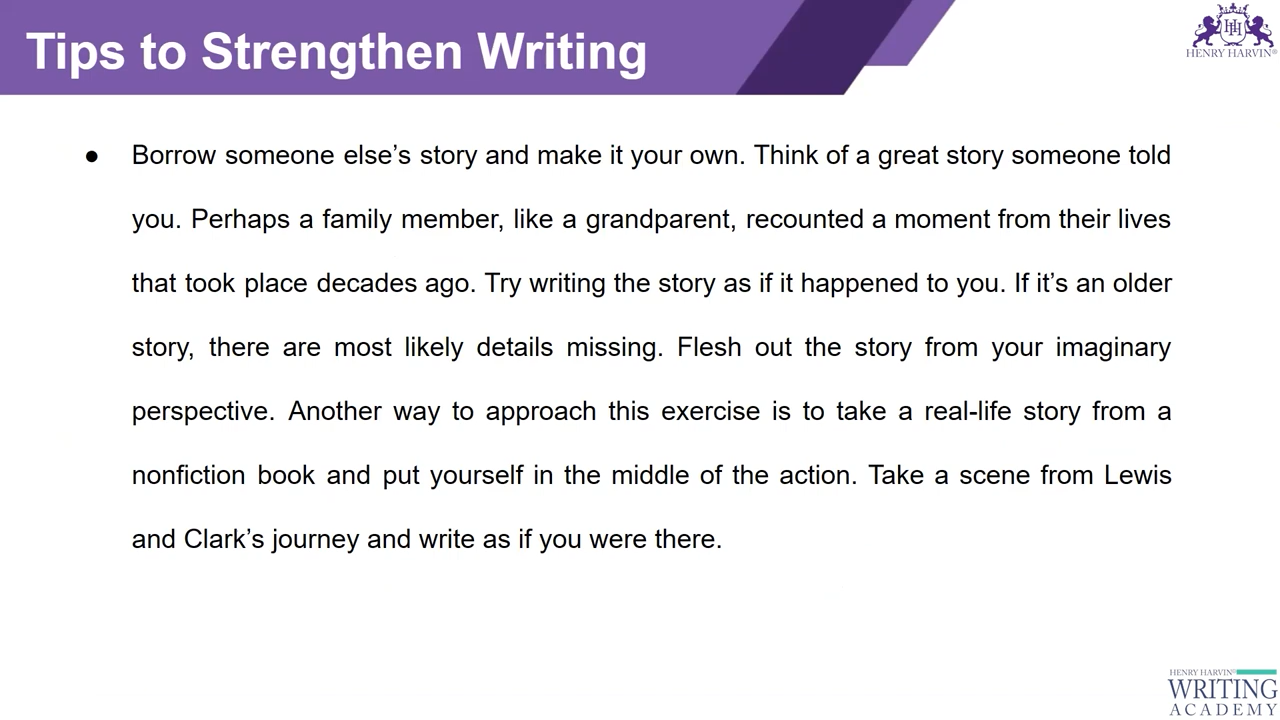 Tips to Strengthen Writing
HENRY HARVIN®
● Borrow someone else’s story and make it your own. Think of a great story someone told
you. Perhaps a family member, like a grandparent, recounted a moment from their lives
that took place decades ago. Try writing the story as if it happened to you. If it’s an older
story, there are most likely details missing. Flesh out the story from your imaginary
perspective. Another way to approach this exercise is to take a real-life story from a
nonfiction book and put yourself in the middle of the action. Take a scene from Lewis
and Clark’s journey and write as if you were there.
HENRY HARVIN®
WRITING
ACADEMY